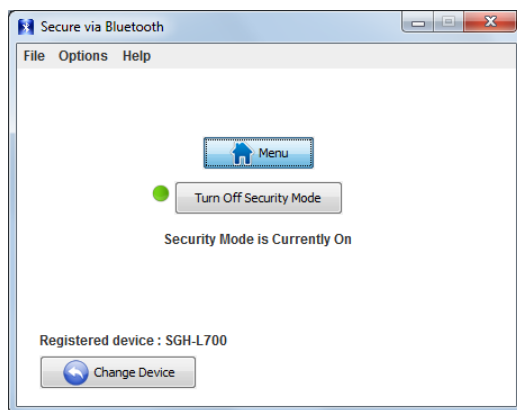 Secure via Bluetooth
File Options Help
Menu
Turn Off Security Mode
Security Mode is Currently On
Registered device : SGH-L700
Change Device